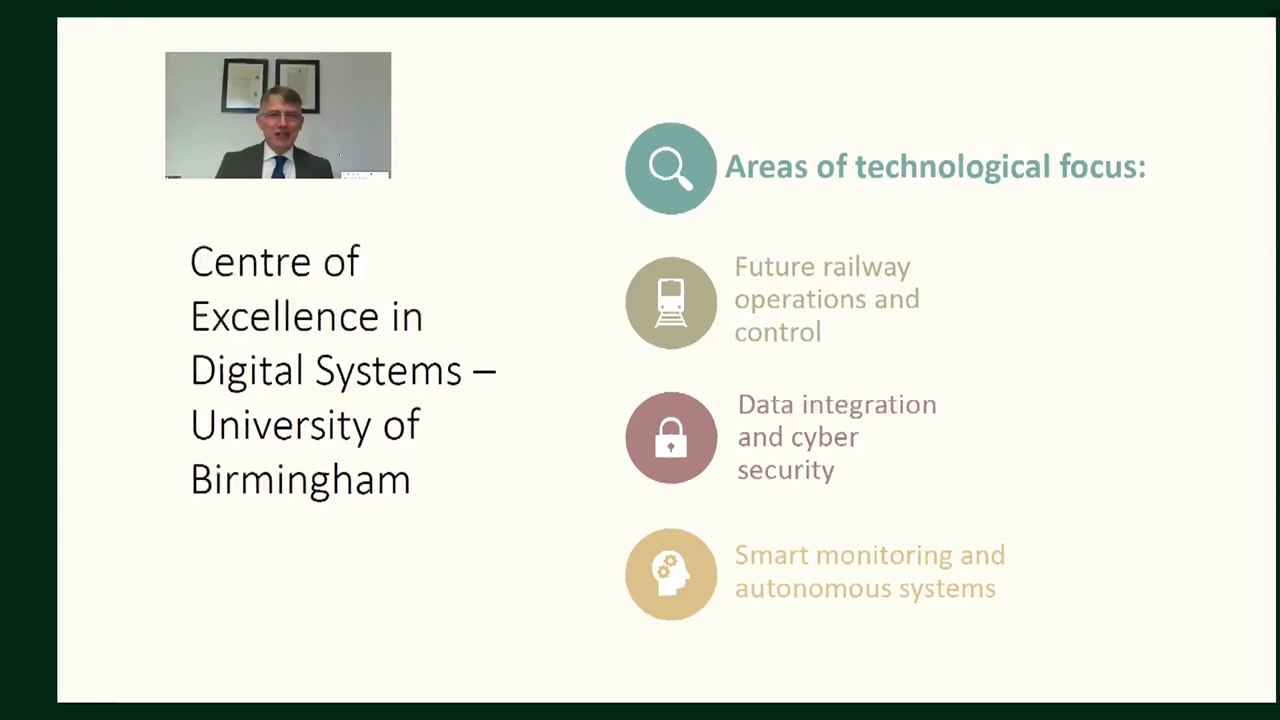 Centre of
Excellence in
Digital Systems –
University of
Birmingham
Areas of technological focus:
Future railway
operations and
control
Data integration
and cyber
security
Smart monitoring and
autonomous systems